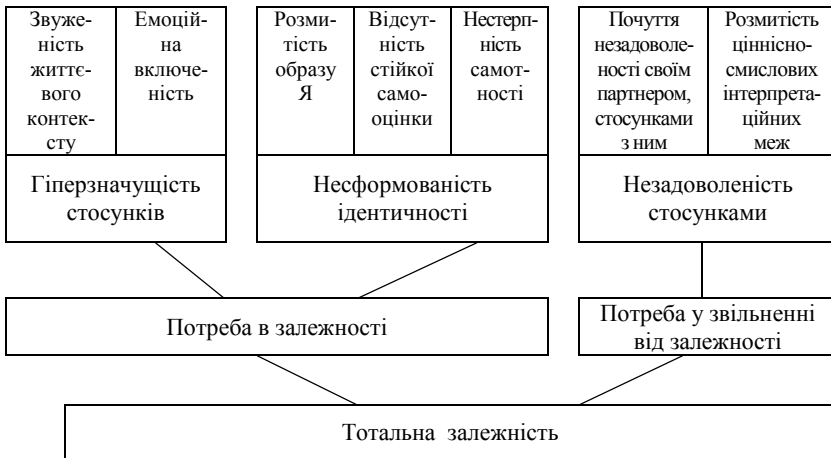 Звуже-
ність
життє-
вого
контек-
сту
Емоцій-
на
включе-
ність
Розми-
тість
образу
Я
Відсут-
ність
стійкої
само-
оцінки
Нестерп-
ність
самот-
ності
Почуття
незадоволе-
ності своїм
партнером,
стосунками
з ним
Розмитість
ціннісно-
смислових
інтерпрета-
ційних
меж
Гіперзначущість
стосунків
Несформованість
ідентичності
Незадоволеність
стосунками
Потреба в залежності
Потреба у звільненні
від залежності
Тотальна залежність